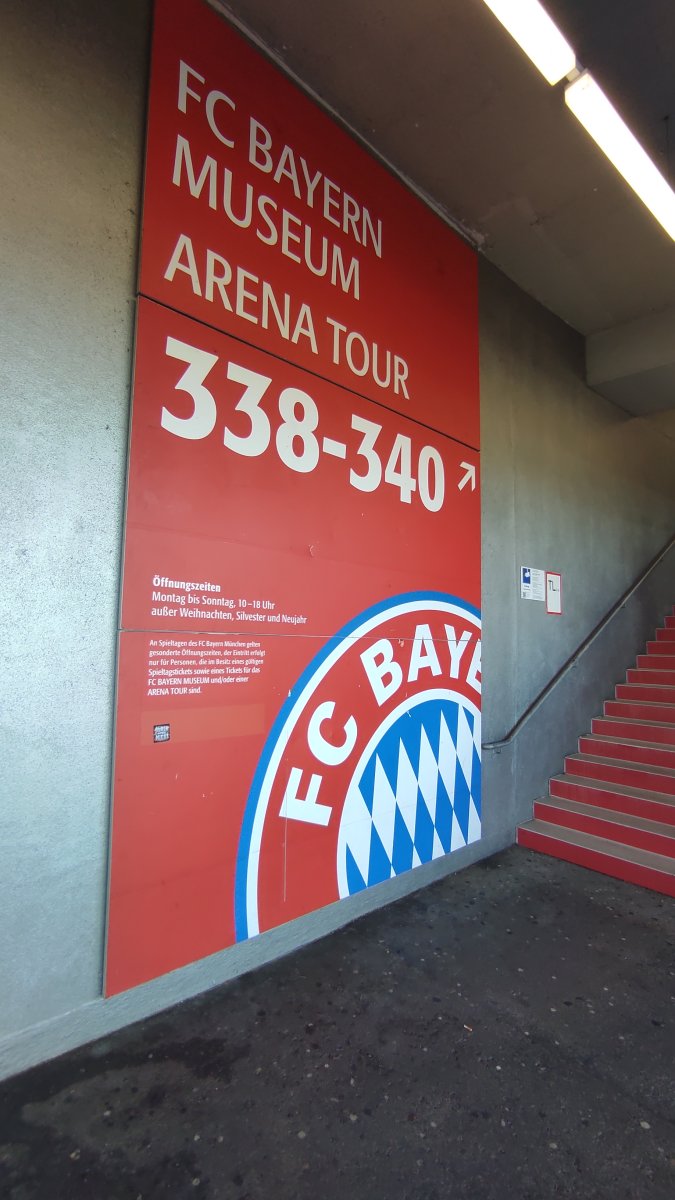 FC BAYERN
MUSEUM
ARENA TOUR
338-340
Öffnungszeiten
Montag bis Sonntag, 10–18 Uhr
außer Weihnachten, Silvester und Neujahr
An Spieltagen des FC Bayern München gelten
gesonderte Öffnungszeiten, der Eintritt erfolgt
nur für Personen, die im Besitz eines gültigen
Spieltagstickets sowie eines Tickets für das
FC BAYERN MUSEUM und/oder einer
ARENA TOUR sind.
FC BAYE